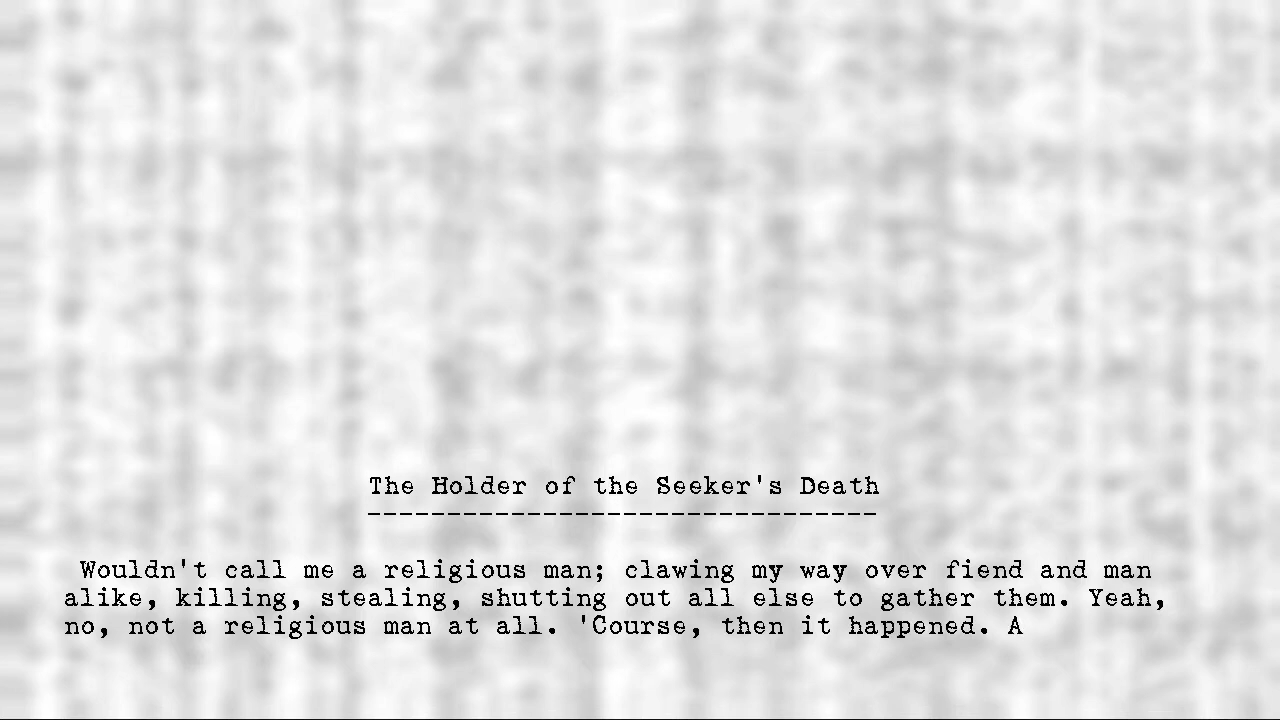 The Holder of the Seeker's Death
--------------------------------
Wouldn't call me a religious man; clawing my way over fiend and man
alike, killing, stealing, shutting out all else to gather them. Yeah,
no, not a religious man at all. 'Course, then it happened. A